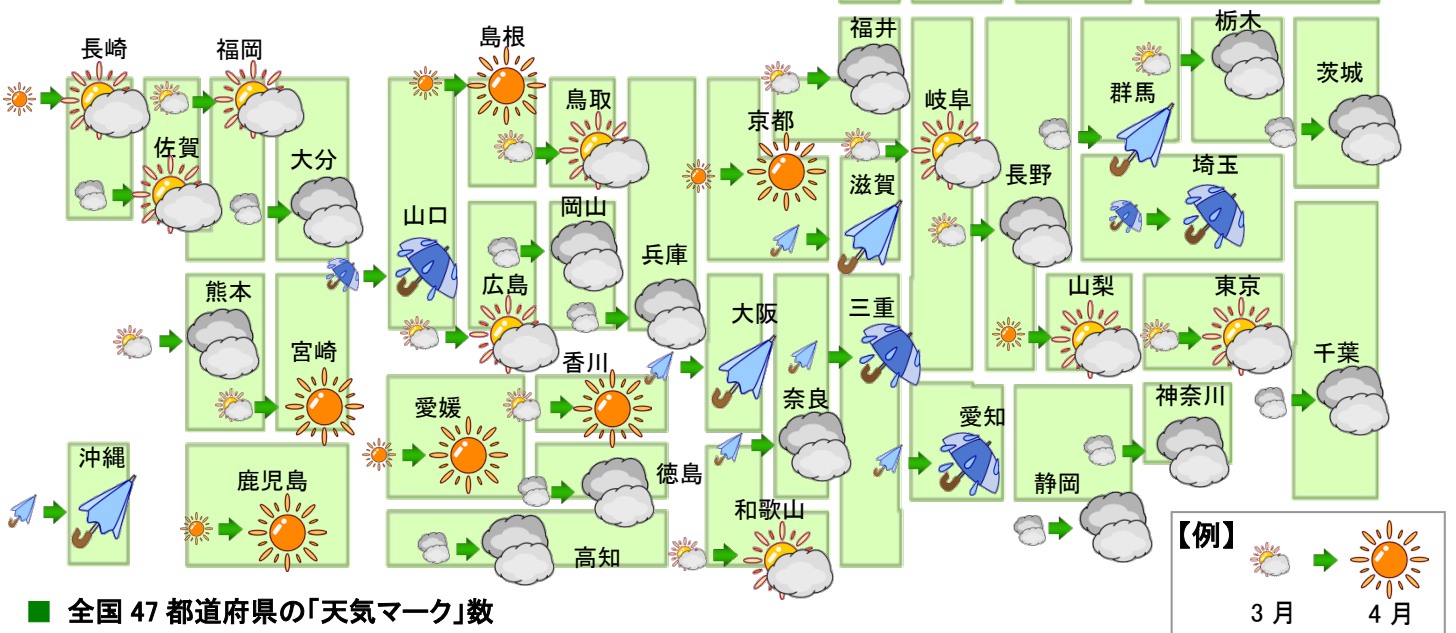 福井
栃木
島根
長崎
福岡
茨城
岐阜
群馬
鳥取
京都
佐賀
大分
埼玉
長野
滋賀
岡山
山口
兵庫
広島
山梨
東京
熊本
大阪
三重
宮崎
香川
千葉
愛媛
奈良
神奈川
愛知
沖縄
鹿児島
徳島
静岡
和歌山
高知
【例】
3 月
4 月
■ 全国 47 都道府県の「天気マーク」数